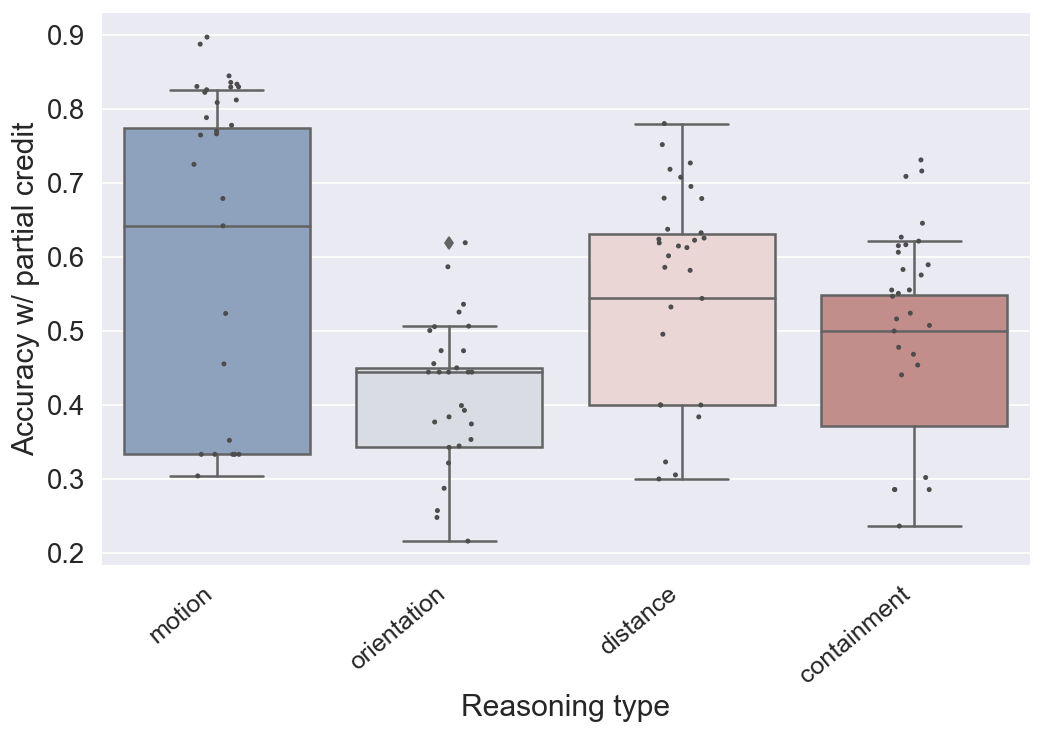 Accuracy w/ partial credit
0.9
0.8
0.7
0.6
0.5
0.4
0.3
0.2
motion
orientation
distance
containment
Reasoning type